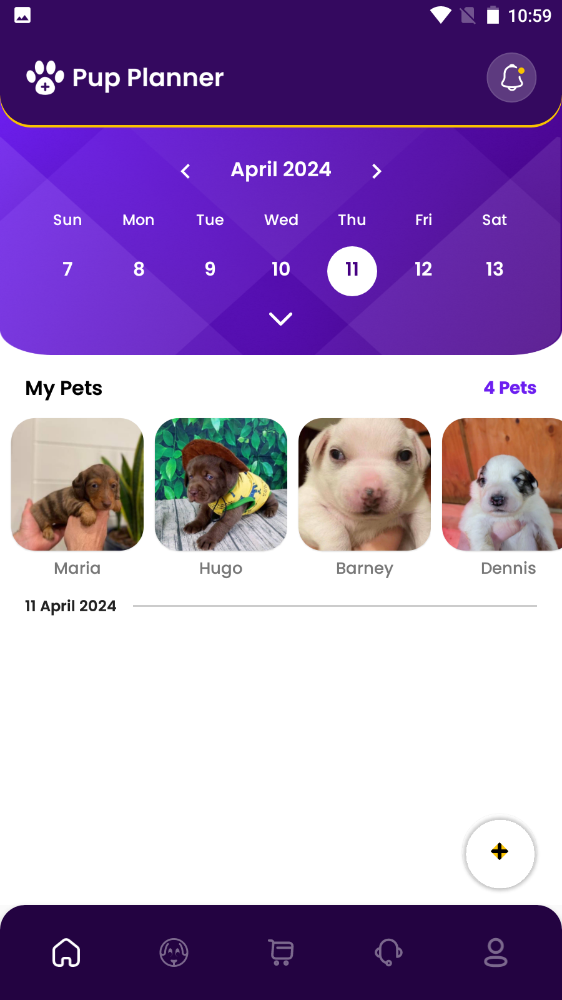 10:59
Pup Planner
April 2024
Sun Mon Tue Wed Thu Fri Sat
7 8 9 10 11 12 13
My Pets 4 Pets
Maria Hugo Barney Dennis
11 April 2024